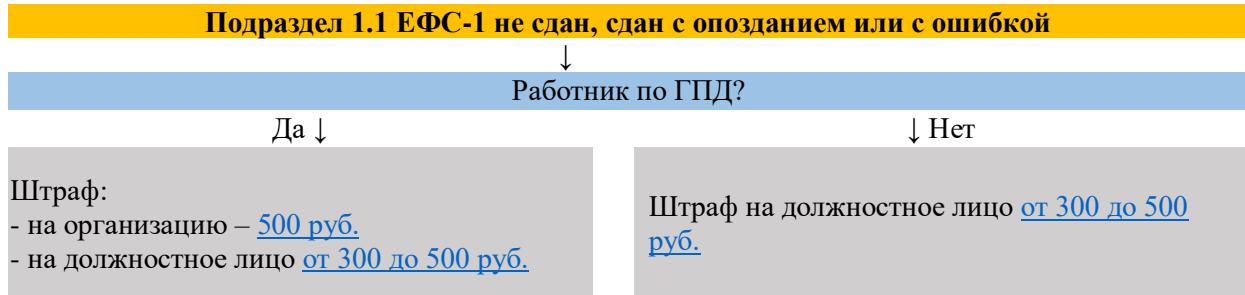 Подраздел 1.1 ЕФС-1 не сдан, сдан с опозданием или с ошибкой
↓
Работник по ГПД?
Да ↓
↓ Нет
Штраф:
- на организацию – 500 руб.
- на должностное лицо от 300 до 500 руб.
Штраф на должностное лицо от 300 до 500
руб.